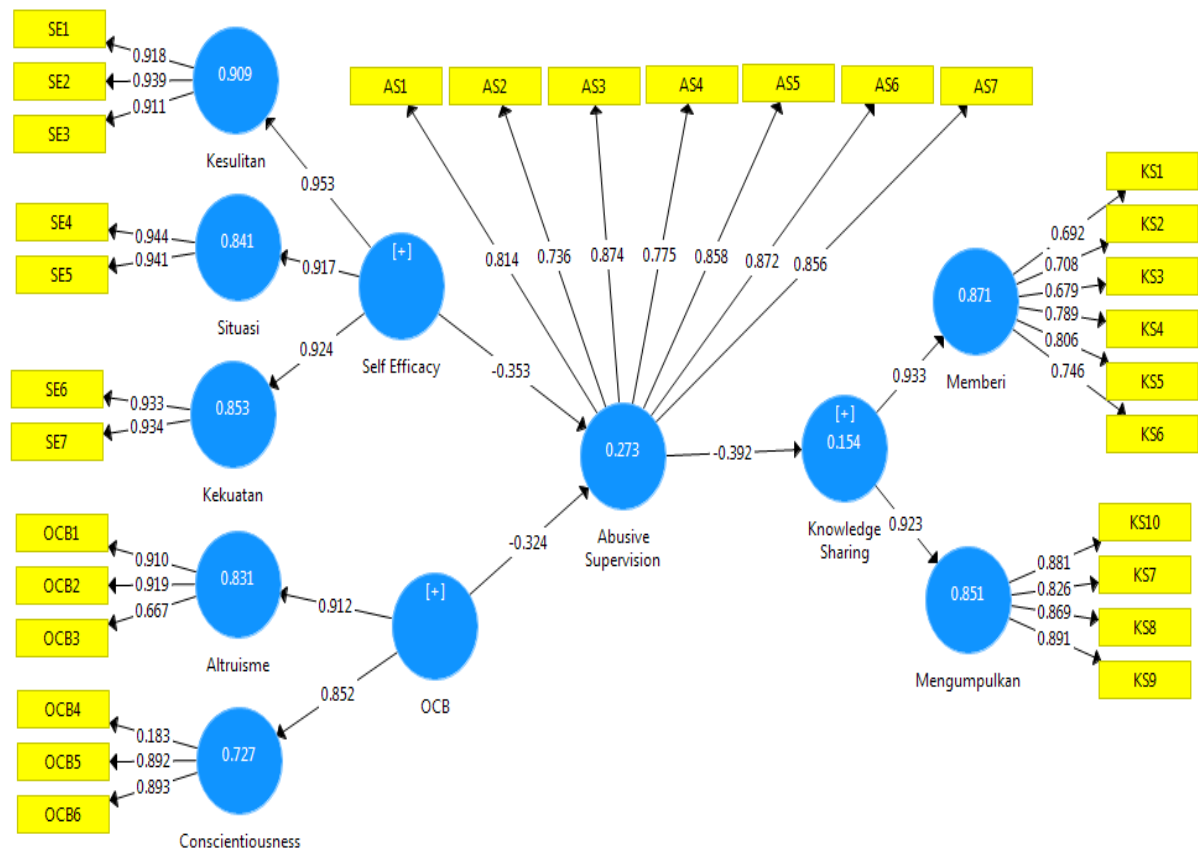 SE1
SE2
SE3
0.918
0.939
0.911
0.909
Kesulitan
0.953
SE4
SE5
0.944
0.941
0.841
Situasi
0.917
SE6
SE7
0.933
0.934
0.853
Kekuatan
0.924
[+]
Self Efficacy
-0.353
OCB1
OCB2
OCB3
0.910
0.919
0.667
0.831
Altruisme
0.912
OCB4
OCB5
OCB6
0.183
0.892
0.893
0.727
Conscientiousness
0.852
[+]
OCB
-0.324
AS1
AS2
AS3
AS4
AS5
AS6
AS7
0.814
0.736
0.874
0.775
0.858
0.872
0.856
0.273
Abusive
Supervision
-0.392
[+]
0.154
Knowledge
Sharing
0.933
0.923
0.871
Memberi
0.692
0.708
0.679
0.789
0.806
0.746
KS1
KS2
KS3
KS4
KS5
KS6
0.851
Mengumpulkan
0.881
0.826
0.869
0.891
KS10
KS7
KS8
KS9